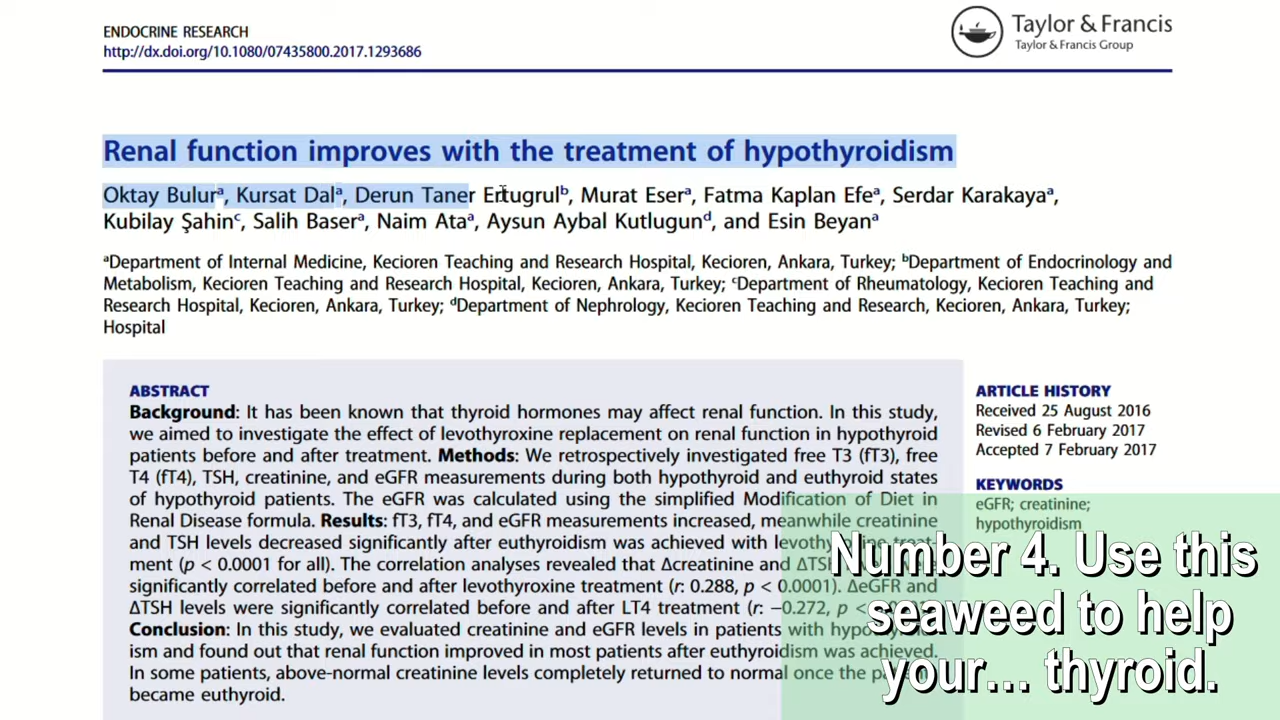 ENDOCRINE RESEARCH
http://dx.doi.org/10.1080/07435800.2017.1293686
Taylor & Francis
Taylor & Francis Group
Renal function improves with the treatment of hypothyroidism
Oktay Bulurᵃ, Kursat Dalᵃ, Derun Taner Ertugrulᵇ, Murat Eserᵃ, Fatma Kaplan Efeᵃ, Serdar Karakayaᵃ,
Kubilay Şahinᶜ, Salih Baserᵃ, Naim Ataᵃ, Aysun Aybal Kutlugunᵈ, and Esin Beyanᵃ
ᵃDepartment of Internal Medicine, Kecioren Teaching and Research Hospital, Kecioren, Ankara, Turkey; ᵇDepartment of Endocrinology and
Metabolism, Kecioren Teaching and Research Hospital, Kecioren, Ankara, Turkey; ᶜDepartment of Rheumatology, Kecioren Teaching and
Research Hospital, Kecioren, Ankara, Turkey; ᵈDepartment of Nephrology, Kecioren Teaching and Research, Kecioren, Ankara, Turkey;
Hospital
ABSTRACT
Background: It has been known that thyroid hormones may affect renal function. In this study,
we aimed to investigate the effect of levothyroxine replacement on renal function in hypothyroid
patients before and after treatment. Methods: We retrospectively investigated free T3 (fT3), free
T4 (fT4), TSH, creatinine, and eGFR measurements during both hypothyroid and euthyroid states
of hypothyroid patients. The eGFR was calculated using the simplified Modification of Diet in
Renal Disease formula. Results: fT3, fT4, and eGFR measurements increased, meanwhile creatinine
and TSH levels decreased significantly after euthyroidism was achieved with levothyroxine treat-
ment (p < 0.0001 for all). The correlation analyses revealed that Δcreatinine and ΔTSH
significantly correlated before and after levothyroxine treatment (r: 0.288, p < 0.0001). ΔeGFR and
ΔTSH levels were significantly correlated before and after LT4 treatment (r: −0.272, p <
Conclusion: In this study, we evaluated creatinine and eGFR levels in patients with
ism and found out that renal function improved in most patients after euthyroidism was achieved.
In some patients, above-normal creatinine levels completely returned to normal once the
became euthyroid.
ARTICLE HISTORY
Received 25 August 2016
Revised 6 February 2017
Accepted 7 February 2017
KEYWORDS
eGFR; creatinine;
hypothyroidism
Number 4. Use this
seaweed to help
your... thyroid.